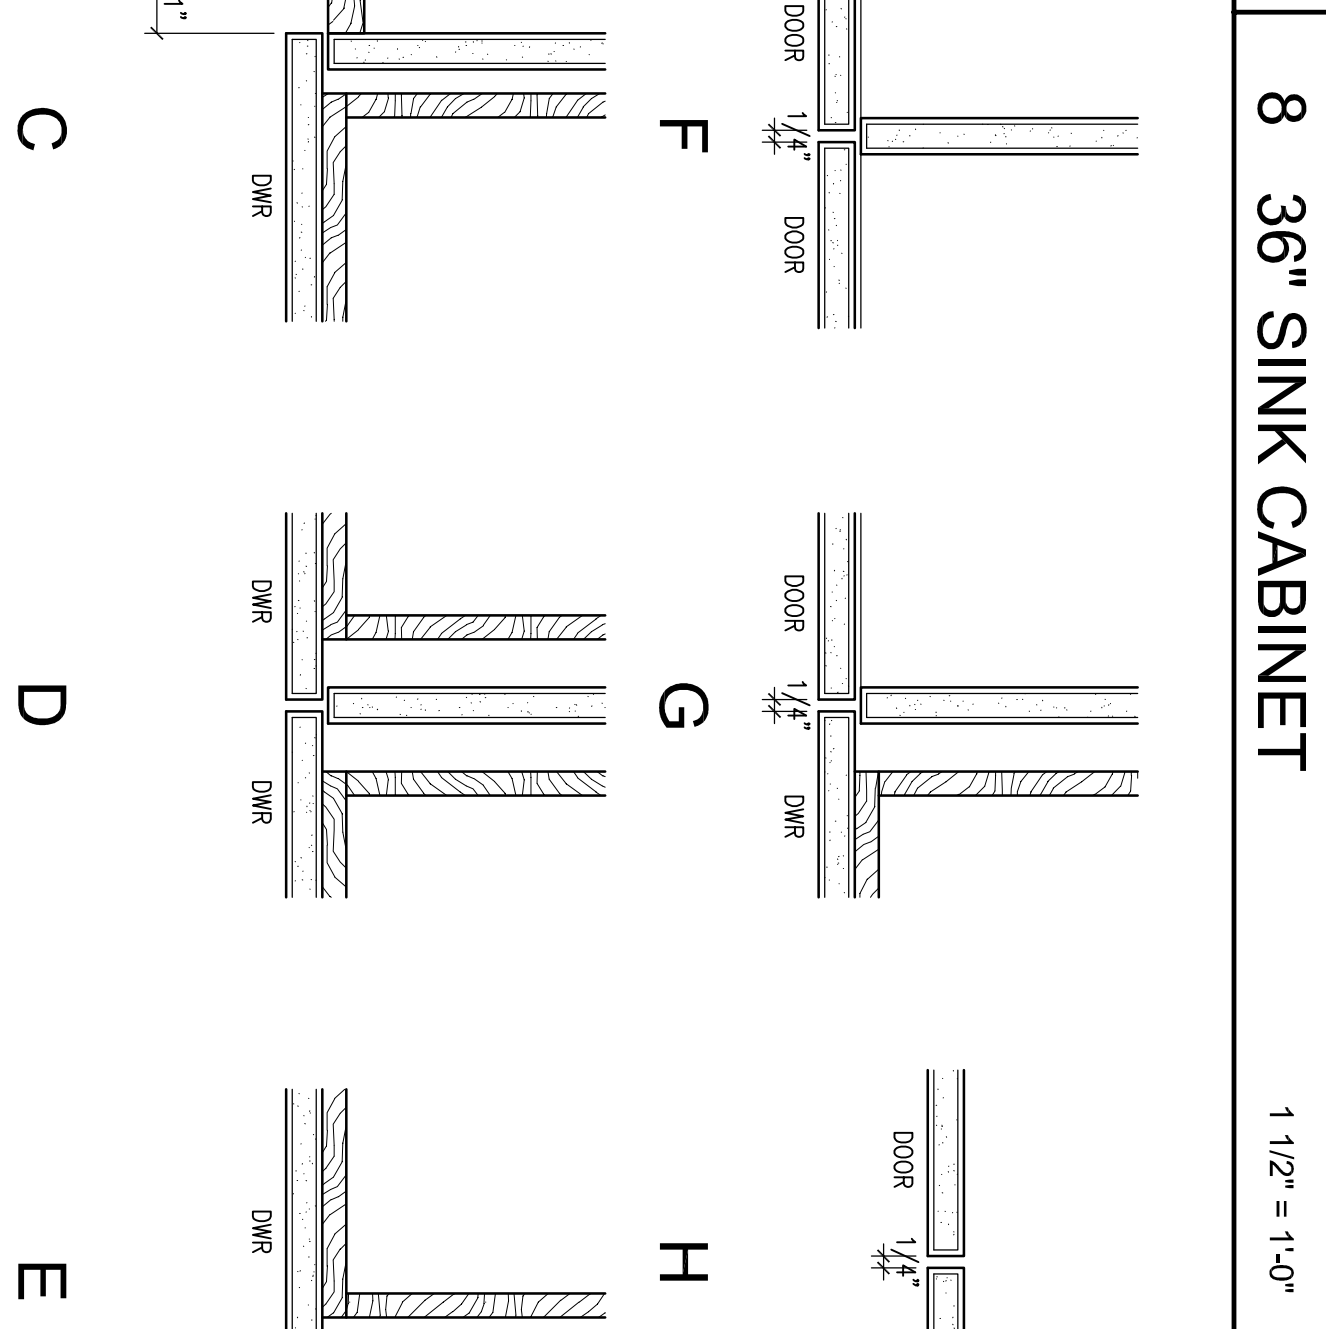 8 36" SINK CABINET
1 1/2" = 1'-0"
DOOR
1/4"
DOOR
F
DOOR
1/4"
DWR
G
DOOR
1/4"
H
1"
DWR
C
DWR
DWR
D
DWR
E